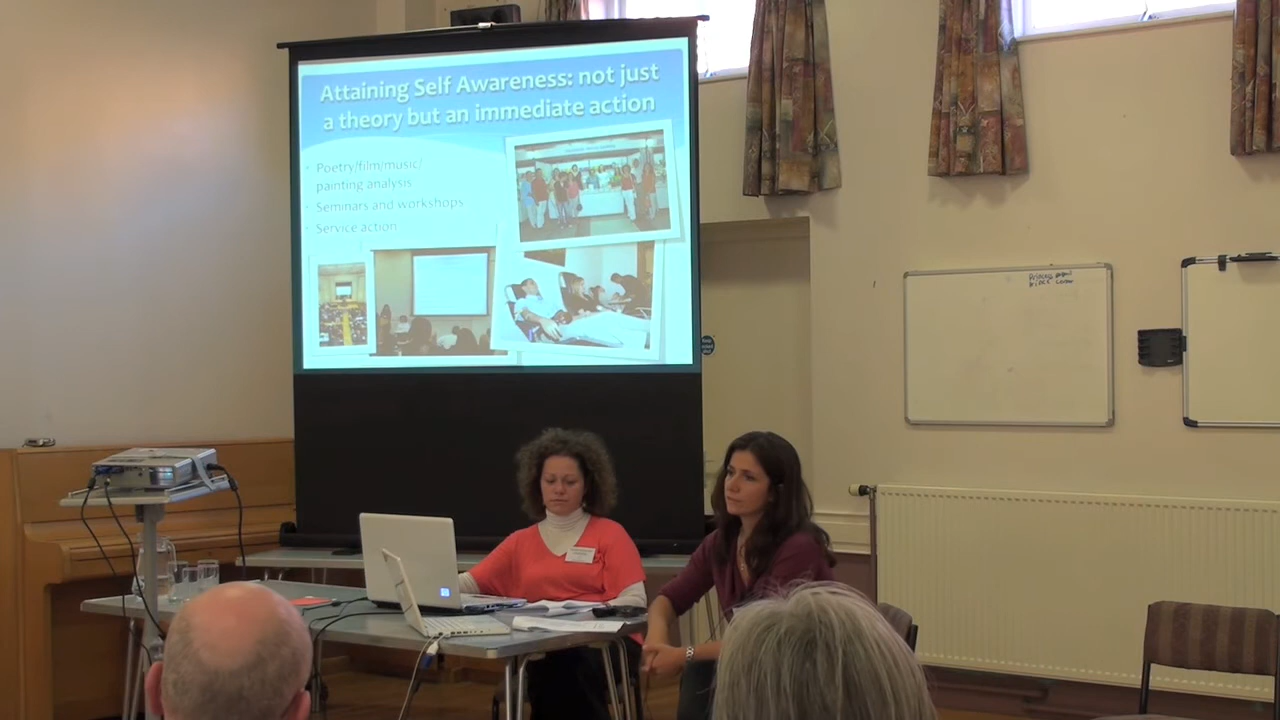 Attaining Self Awareness: not just
a theory but an immediate action
• Poetry/film/music/
painting analysis
• Seminars and workshops
• Service action